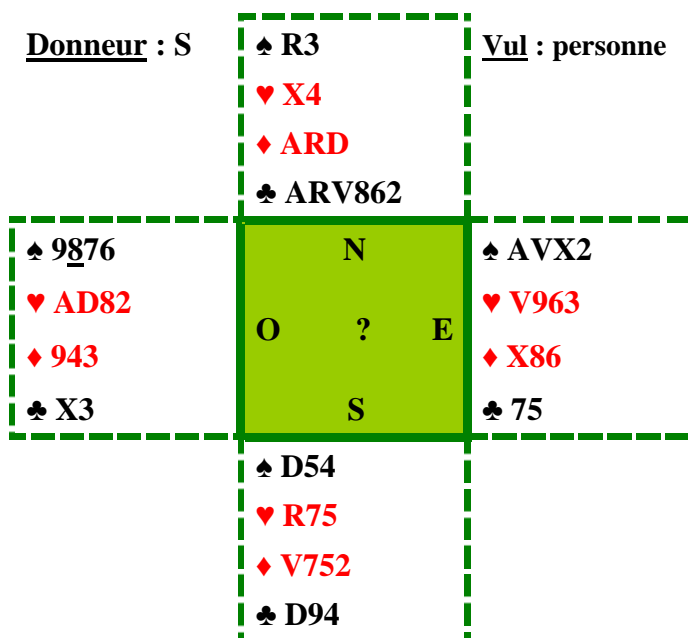 Donneur : S
Vul : personne
♠ R3
♥ X4
♦ ARD
♣ ARV862
♠ 9876
♥ AD82
♦ 943
♣ X3
N
O ? E
S
♠ AVX2
♥ V963
♦ X86
♣ 75
♠ D54
♥ R75
♦ V752
♣ D94